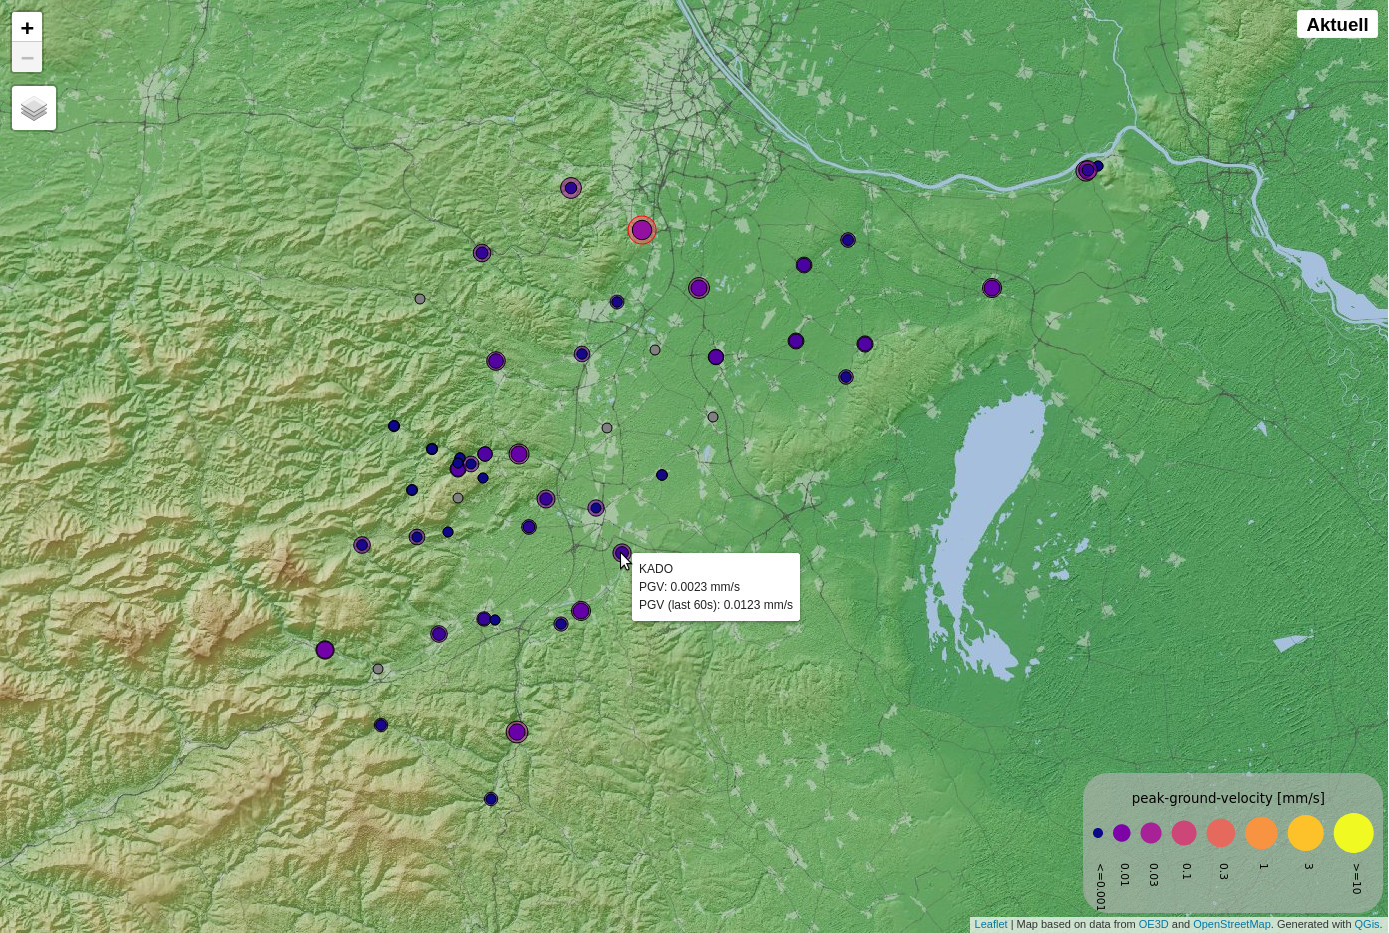 +
Aktuell
−
KADO
PGV: 0.0023 mm/s
PGV (last 60s): 0.0123 mm/s
peak-ground-velocity [mm/s]
<=0.001
0.01
0.03
0.1
0.3
1
3
>=10
Leaflet | Map based on data from OE3D and OpenStreetMap. Generated with QGis.